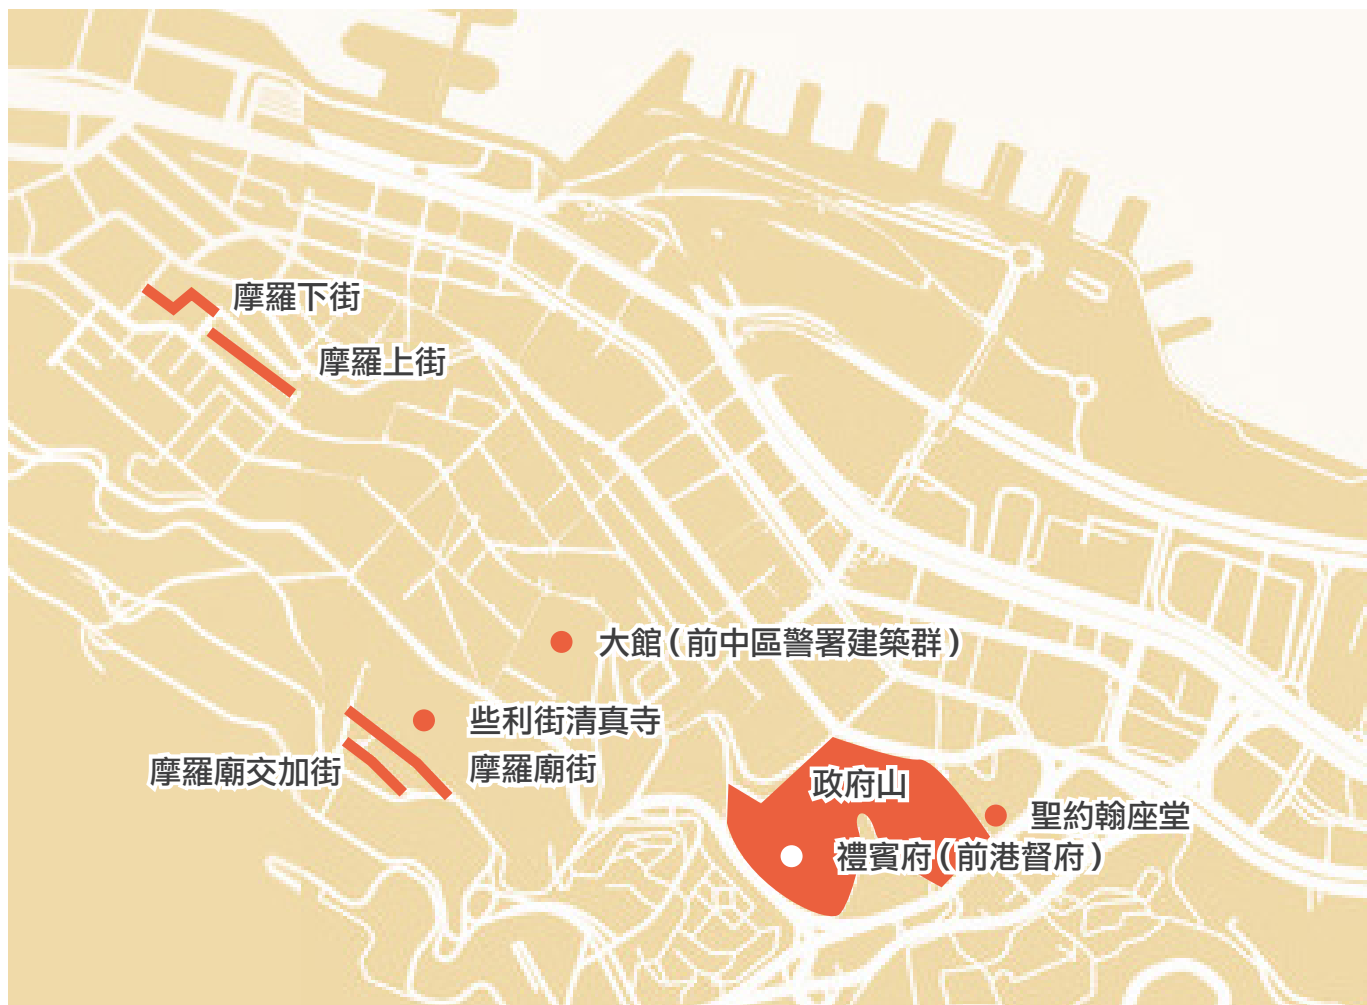 摩羅下街
摩羅上街
大館（前中區警署建築群）
些利街清真寺
摩羅廟街
摩羅廟交加街
政府山
聖約翰座堂
禮賓府（前港督府）